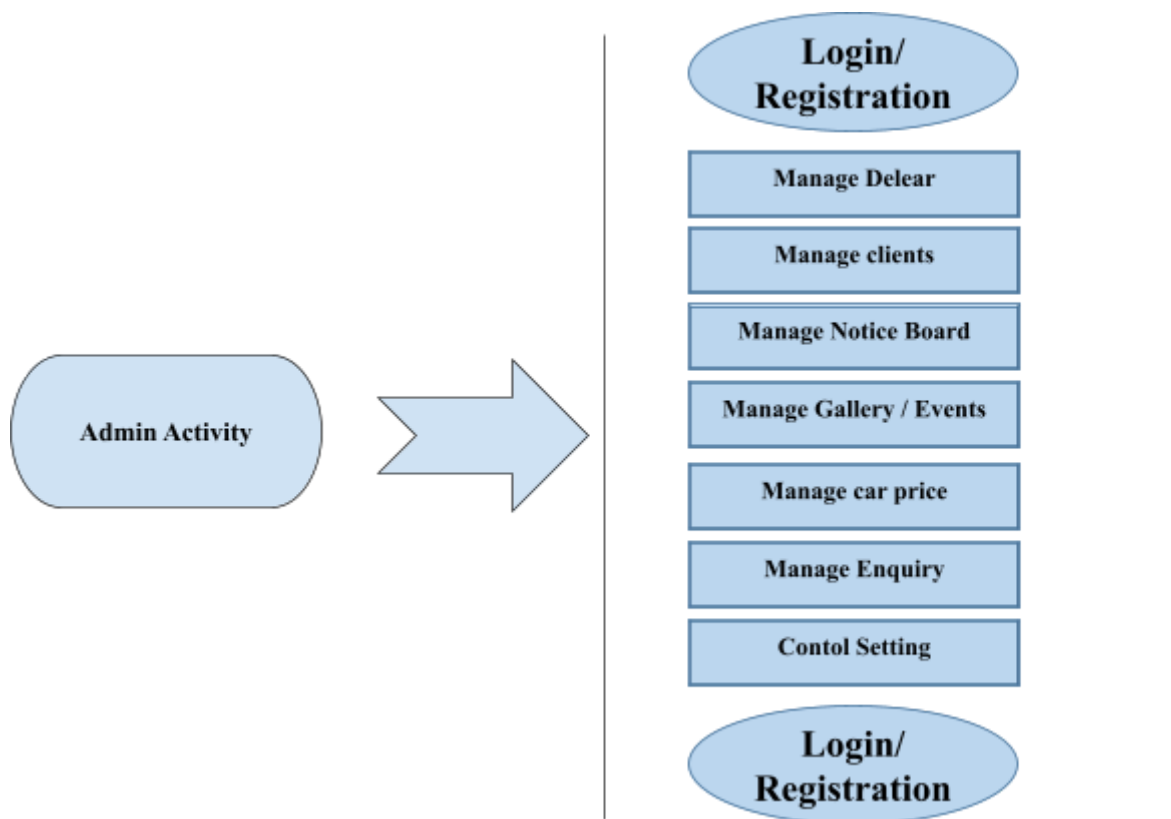 Login/
Registration
Manage Delear
Manage clients
Manage Notice Board
Manage Gallery / Events
Admin Activity
Manage car price
Manage Enquiry
Contol Setting
Login/
Registration